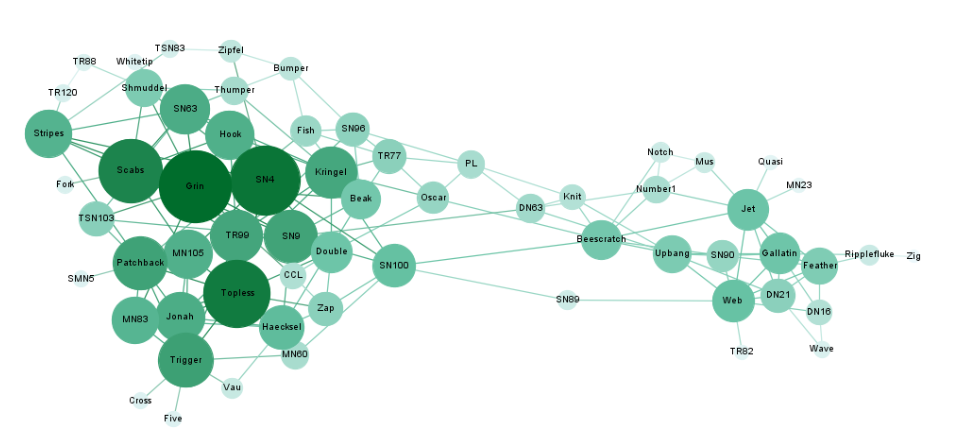 TSN83
Zipfel
TR88
Whitetip
Bumper
TR120
Shmuddel
Thumper
SN63
Stripes
Hook
Fish
SN96
TR77
Notch
Mus
Quasi
PL
Scabs
Grin
SN4
Kringel
Fork
Number1
MN23
Beak
Oscar
Knit
DN63
Jet
TSN103
TR99
SN9
Beescratch
MN105
Double
Upbang
SN90
Gallatin
Ripplefluke
Zig
Patchback
CCL
SN100
Feather
SMN5
Topless
DN21
SN89
Web
Zap
DN16
MN83
Jonah
Haecksel
Trigger
MN60
TR82
Wave
Vau
Cross
Five